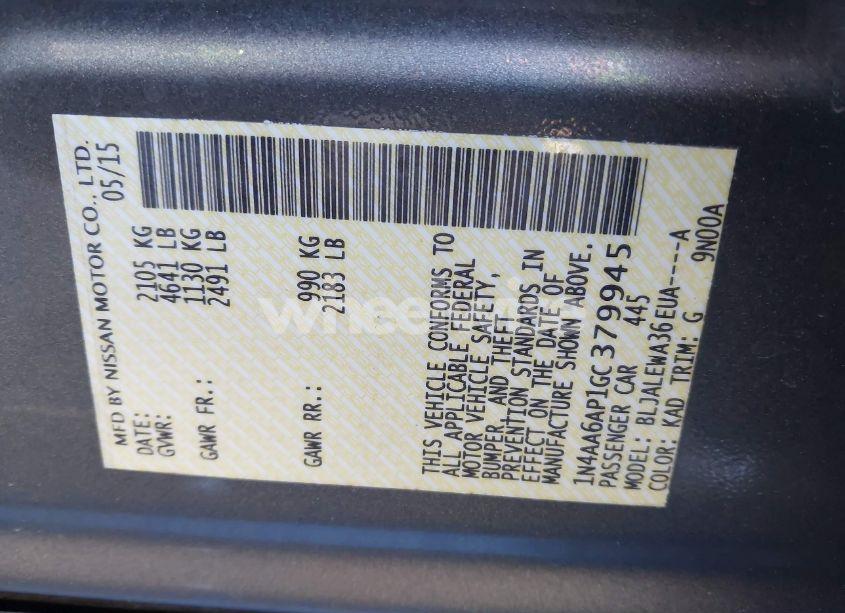 MFD BY NISSAN MOTOR CO., LTD.
DATE: 05/15
GVWR: 2105 KG
4641 LB
GAWR FR.: 1130 KG
2491 LB
GAWR RR.: 990 KG
2183 LB
THIS VEHICLE CONFORMS TO
ALL APPLICABLE FEDERAL
MOTOR VEHICLE SAFETY,
BUMPER, AND THEFT
PREVENTION STANDARDS IN
EFFECT ON THE DATE OF
MANUFACTURE SHOWN ABOVE.
1N4AA6AP1GC379945
PASSENGER CAR 445
MODEL: BLJALEWA36EUA----A
COLOR: KAD TRIM: G 9N00A